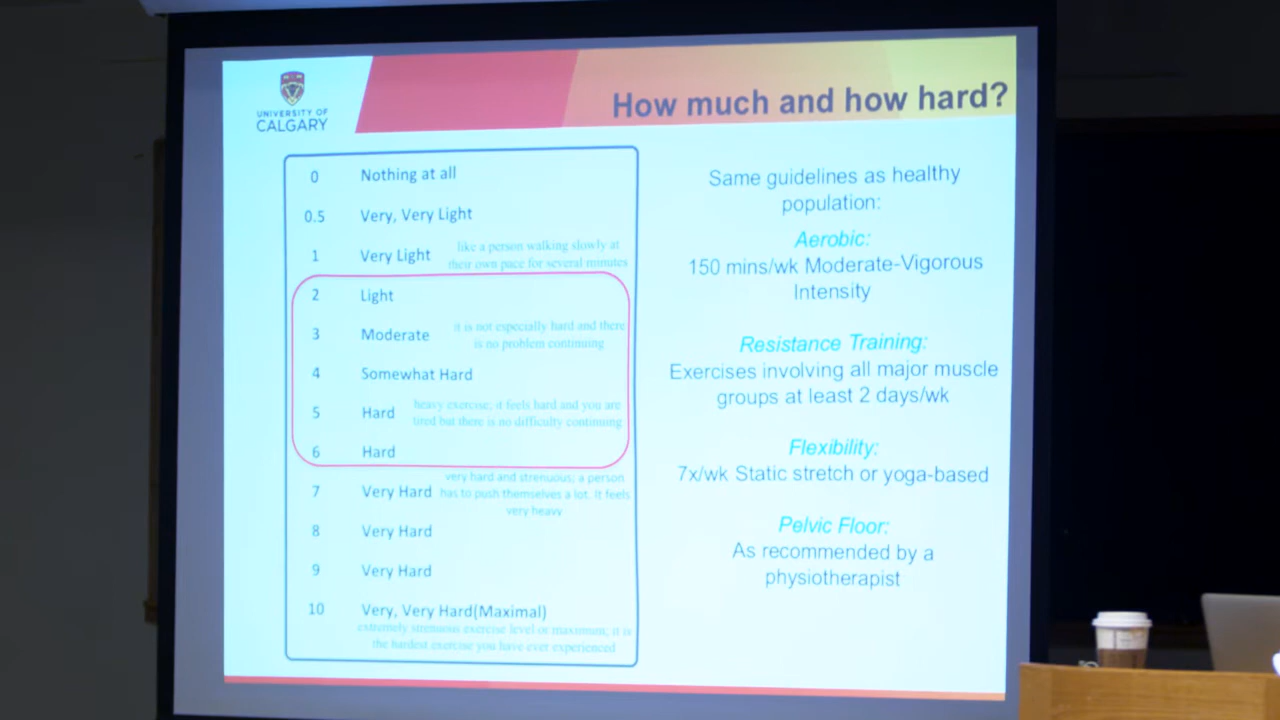 UNIVERSITY OF
CALGARY
How much and how hard?
0 Nothing at all
0.5 Very, Very Light
1 Very Light like a person walking slowly at
their own pace for several minutes
2 Light
3 Moderate it is not especially hard and there
is no problem continuing
4 Somewhat Hard
5 Hard heavy exercise; it feels hard and you are
tired but there is no difficulty continuing
6 Hard
7 Very Hard very hard and strenuous; a person
has to push themselves a lot. It feels
very heavy
8 Very Hard
9 Very Hard
10 Very, Very Hard(Maximal)
extremely strenuous exercise level or maximum; it is
the hardest exercise you have ever experienced
Same guidelines as healthy
population:
Aerobic:
150 mins/wk Moderate-Vigorous
Intensity
Resistance Training:
Exercises involving all major muscle
groups at least 2 days/wk
Flexibility:
7x/wk Static stretch or yoga-based
Pelvic Floor:
As recommended by a
physiotherapist